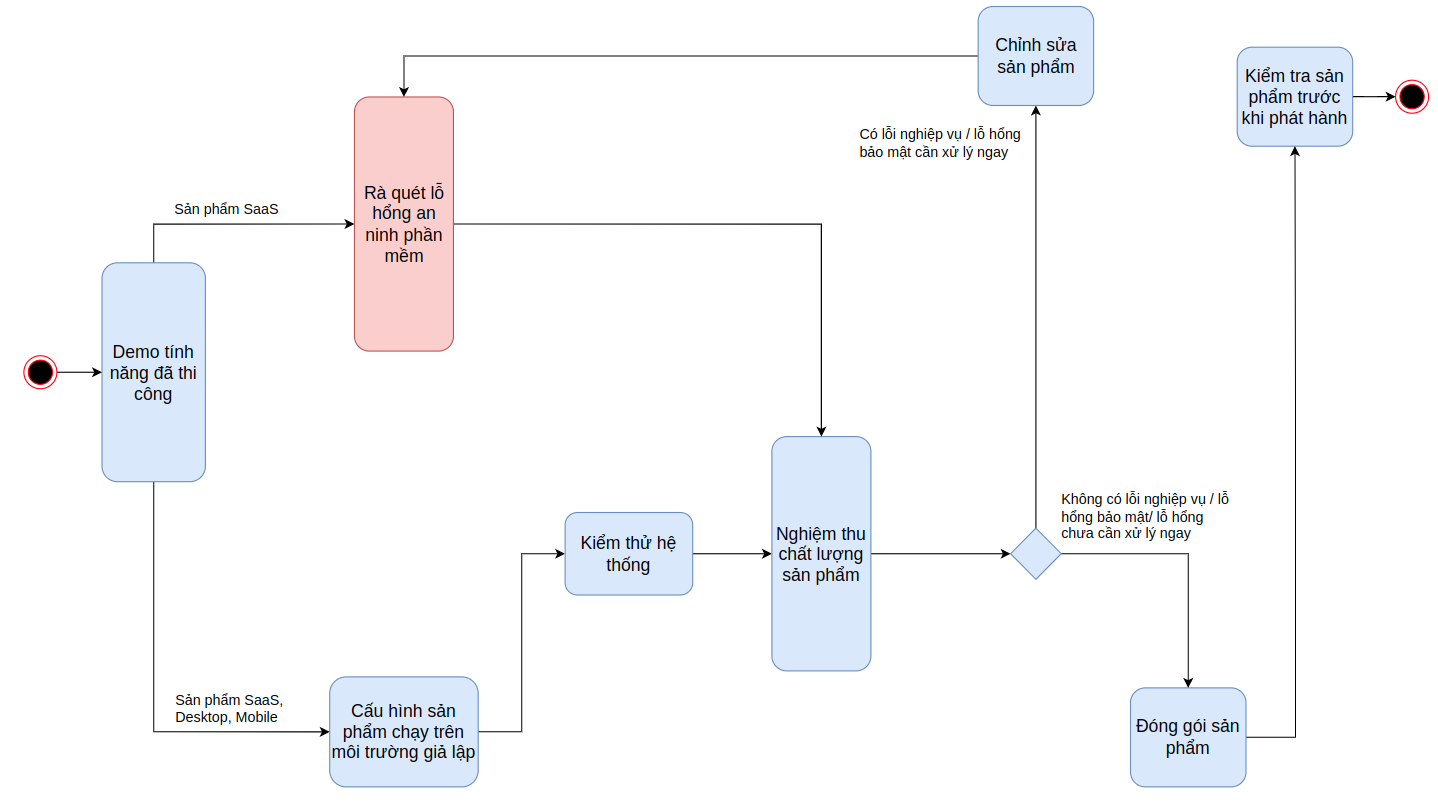 Chỉnh sửa
sản phẩm
Kiểm tra sản
phẩm trước
khi phát hành
Có lỗi nghiệp vụ / lỗ hổng
bảo mật cần xử lý ngay
Rà quét lỗ
hổng an
ninh phần
mềm
Sản phẩm SaaS
Demo tính
năng đã thi
công
Kiểm thử hệ
thống
Nghiệm thu
chất lượng
sản phẩm
Không có lỗi nghiệp vụ / lỗ
hổng bảo mật/ lỗ hổng
chưa cần xử lý ngay
Sản phẩm SaaS,
Desktop, Mobile
Cấu hình sản
phẩm chạy trên
môi trường giả lập
Đóng gói sản
phẩm